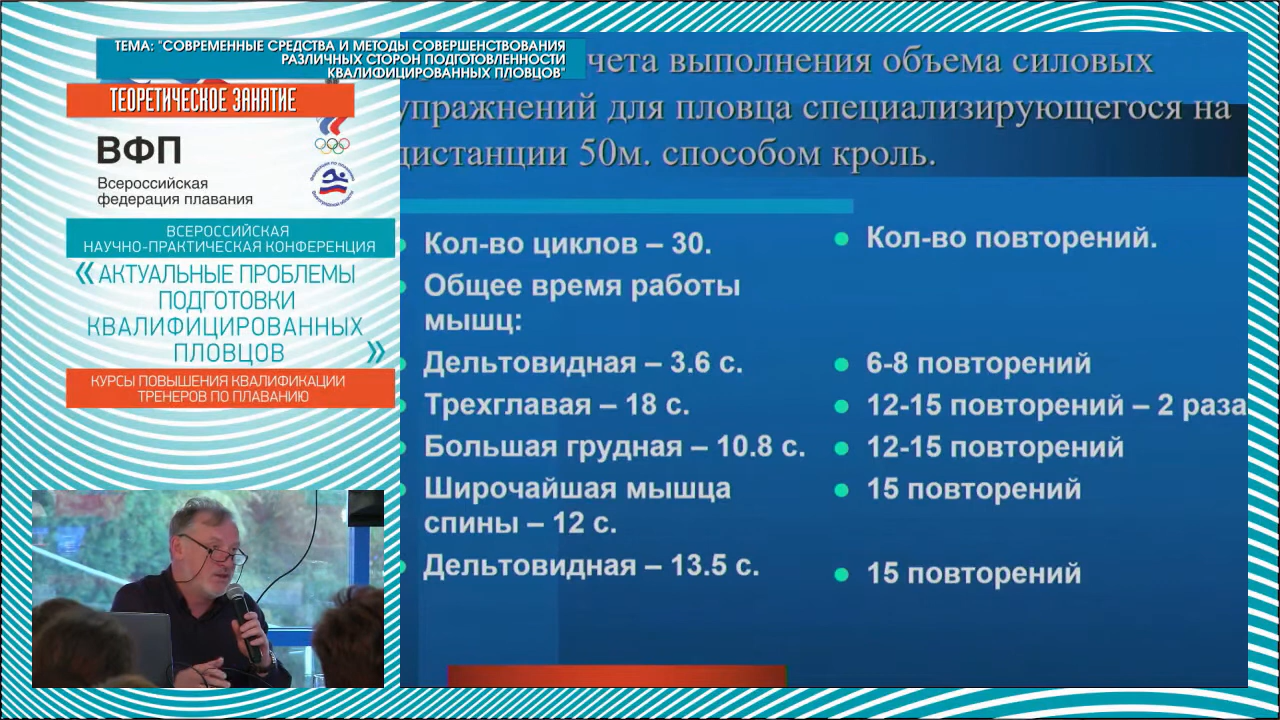 ТЕМА: "СОВРЕМЕННЫЕ СРЕДСТВА И МЕТОДЫ СОВЕРШЕНСТВОВАНИЯ
РАЗЛИЧНЫХ СТОРОН ПОДГОТОВЛЕННОСТИ
КВАЛИФИЦИРОВАННЫХ ПЛОВЦОВ"
ТЕОРЕТИЧЕСКОЕ ЗАНЯТИЕ
ВФП
Всероссийская
федерация плавания
ВСЕРОССИЙСКАЯ
НАУЧНО-ПРАКТИЧЕСКАЯ КОНФЕРЕНЦИЯ
« АКТУАЛЬНЫЕ ПРОБЛЕМЫ
ПОДГОТОВКИ
КВАЛИФИЦИРОВАННЫХ
ПЛОВЦОВ »
КУРСЫ ПОВЫШЕНИЯ КВАЛИФИКАЦИИ
ТРЕНЕРОВ ПО ПЛАВАНИЮ
чета выполнения объема силовых
упражнений для пловца специализирующегося на
дистанции 50м. способом кроль.
Кол-во циклов – 30.
Общее время работы
мышц:
Дельтовидная – 3.6 с.
Трехглавая – 18 с.
Большая грудная – 10.8 с.
Широчайшая мышца
спины – 12 с.
Дельтовидная – 13.5 с.
Кол-во повторений.
6-8 повторений
12-15 повторений – 2 раза
12-15 повторений
15 повторений
15 повторений